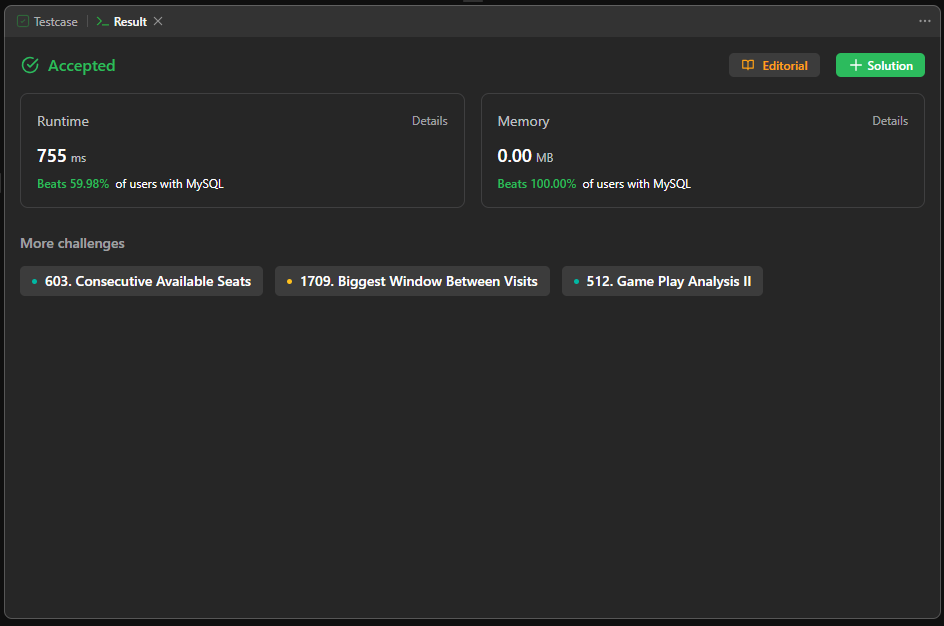 Testcase
Result
Accepted
Editorial
Solution
Runtime
Details
755 ms
Beats 59.98% of users with MySQL
Memory
Details
0.00 MB
Beats 100.00% of users with MySQL
More challenges
603. Consecutive Available Seats
1709. Biggest Window Between Visits
512. Game Play Analysis II